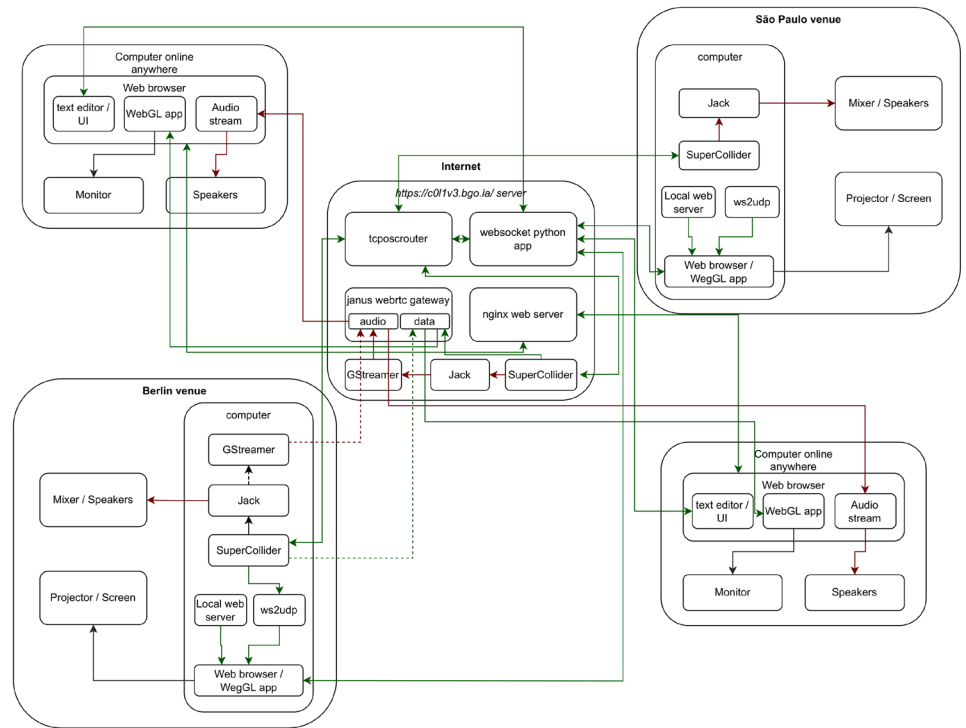 São Paulo venue
computer
Jack
SuperCollider
Local web
server
ws2udp
Web browser /
WegGL app
Mixer / Speakers
Projector / Screen
Computer online
anywhere
Web browser
text editor /
UI
WebGL app
Audio
stream
Monitor
Speakers
Internet
https://c0l1v3.bgo.la/ server
tcposcrouter
websocket python
app
janus webrtc gateway
audio
data
nginx web server
GStreamer
Jack
SuperCollider
Berlin venue
computer
GStreamer
Jack
SuperCollider
Local web
server
ws2udp
Web browser /
WegGL app
Mixer / Speakers
Projector / Screen
Computer online
anywhere
Web browser
text editor /
UI
WebGL app
Audio
stream
Monitor
Speakers